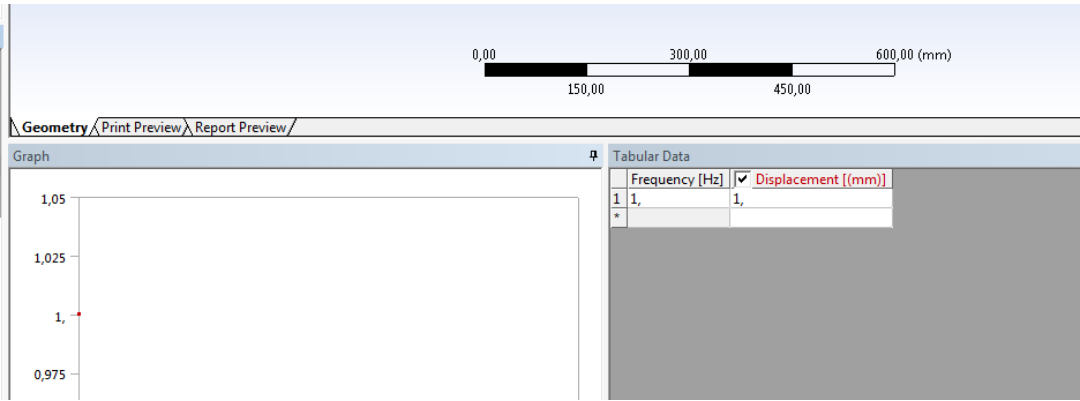 0,00 300,00 600,00 (mm)
150,00 450,00
Geometry Print Preview Report Preview
Graph
1,05
1,025
1,
0,975
Tabular Data
Frequency [Hz] Displacement [(mm)]
1 1, 1,
*